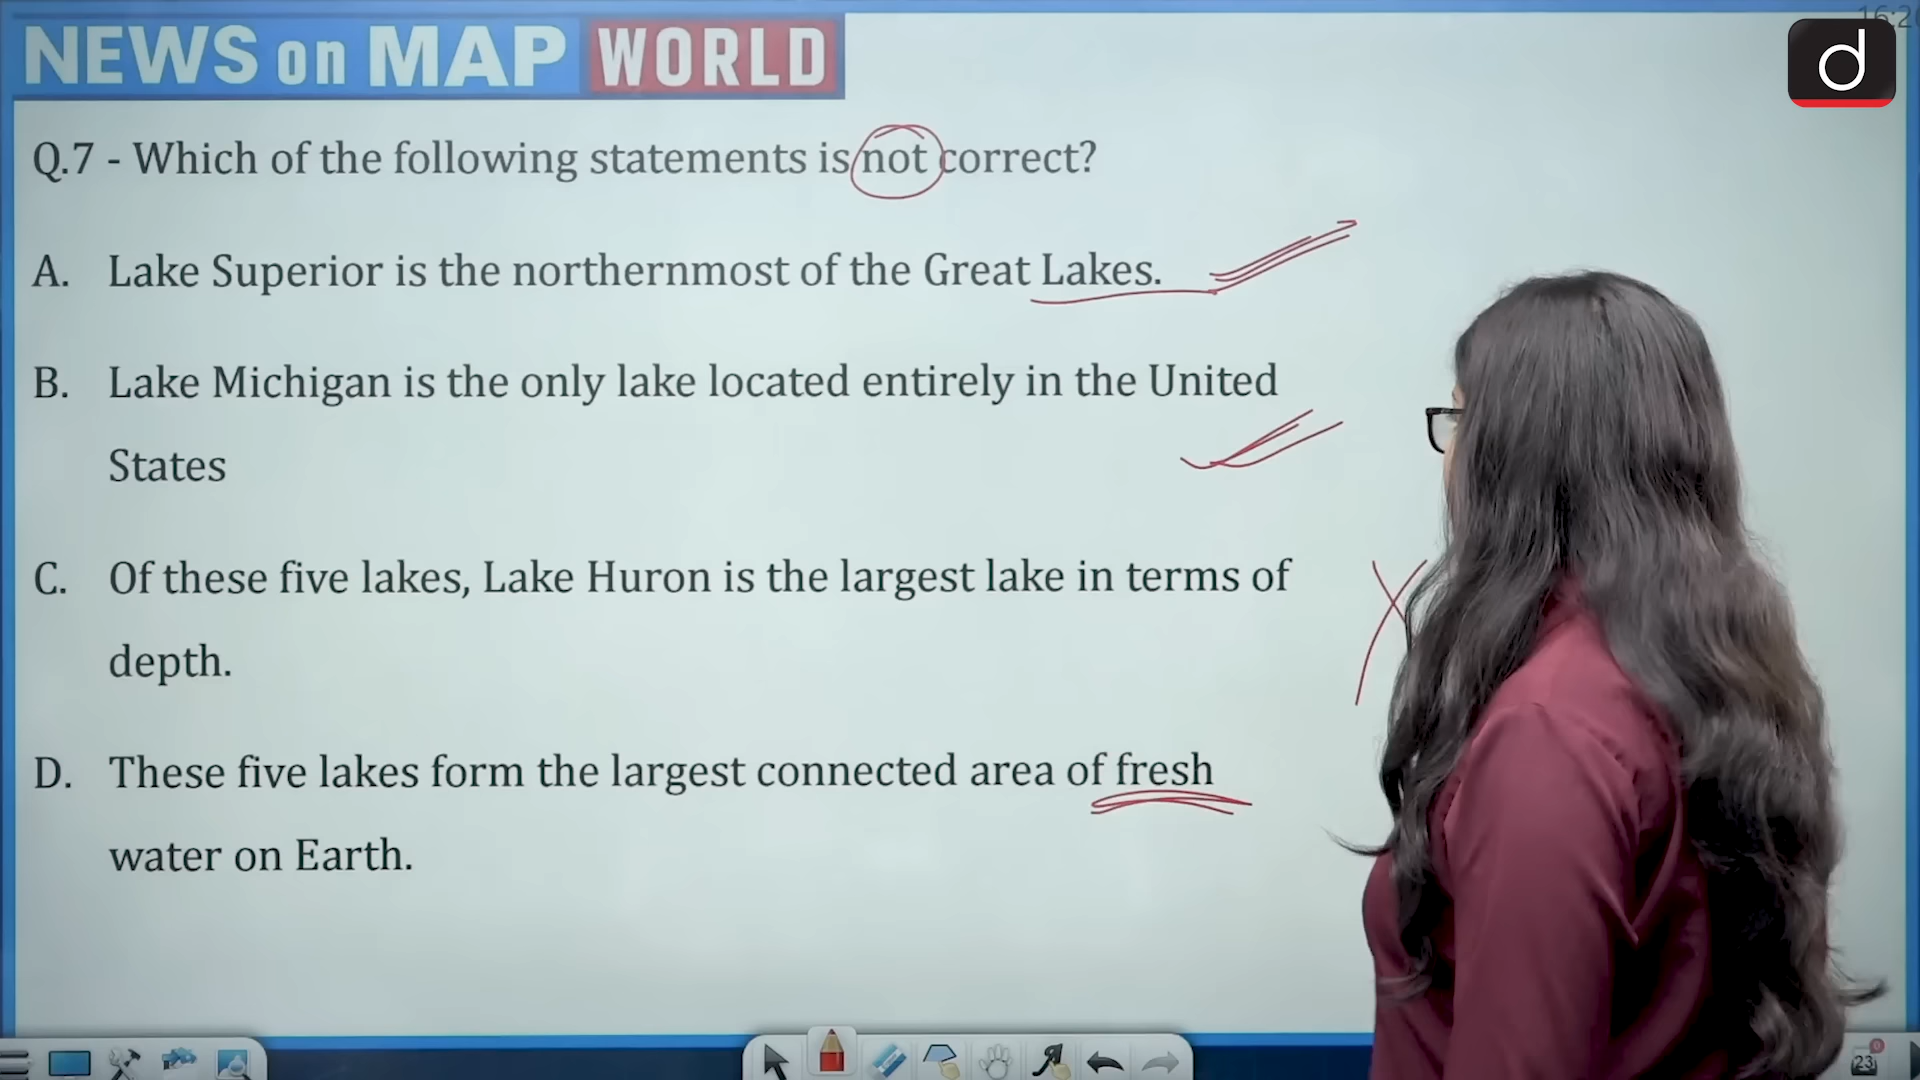 NEWS on MAP WORLD
d
Q.7 - Which of the following statements is not correct?
A. Lake Superior is the northernmost of the Great Lakes.
B. Lake Michigan is the only lake located entirely in the United
States
C. Of these five lakes, Lake Huron is the largest lake in terms of
depth.
D. These five lakes form the largest connected area of fresh
water on Earth.
23